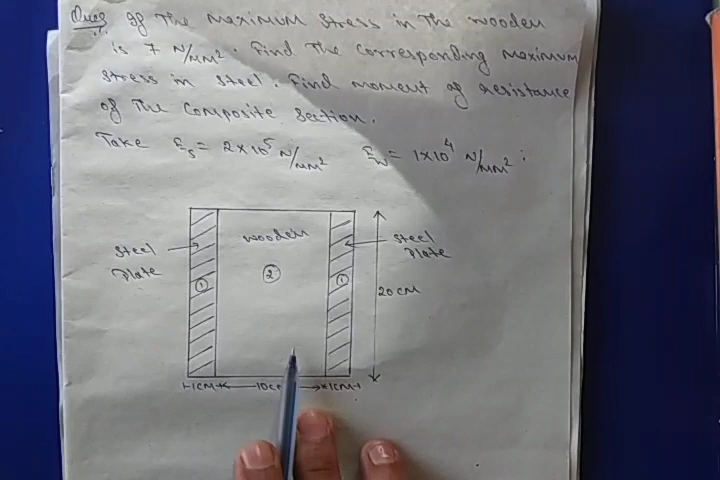 Ques If The maximum stress in The wooden
is 7 N/mm². Find The corresponding maximum
stress in steel. Find moment of resistance
of The composite section.
Take Es = 2×10⁵ N/mm² Ew = 1×10⁴ N/mm².
wooden
steel Plate
steel Plate
① ② ①
20 CM
1CM 1CM